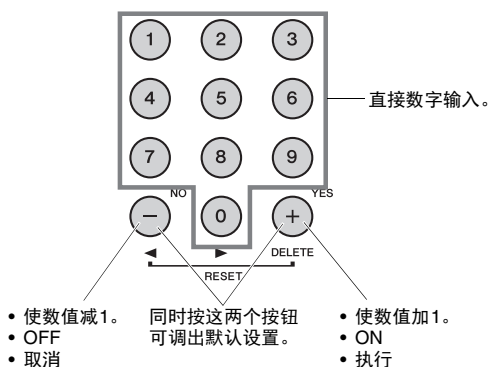 1 2 3
4 5 6
直接数字输入。
7 8 9
NO YES
− 0 +
◄ ► DELETE
RESET
• 使数值减1。
• OFF
• 取消
同时按这两个按钮
可调出默认设置。
• 使数值加1。
• ON
• 执行